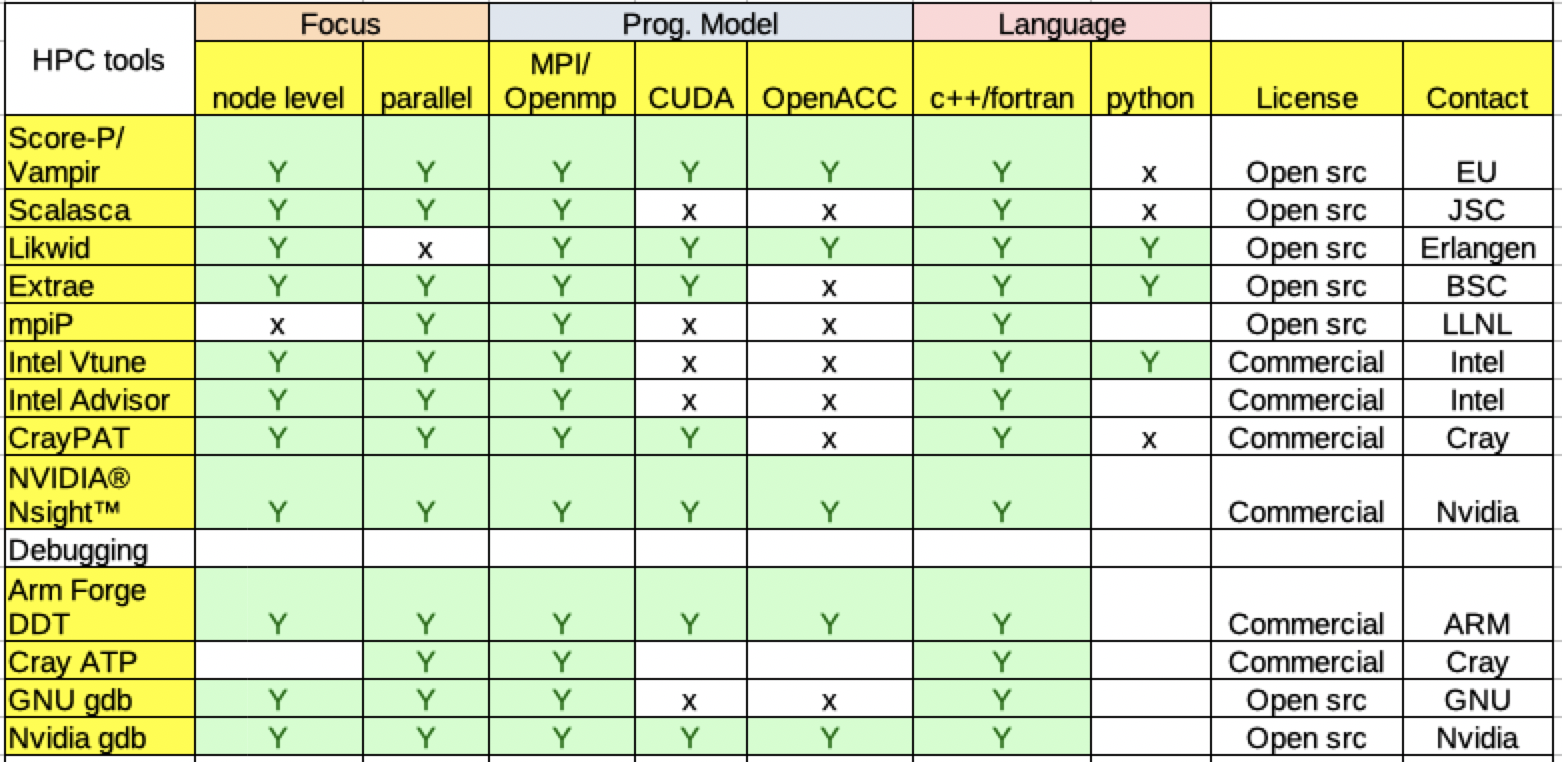 Focus Prog. Model Language
HPC tools
MPI/
node level parallel Openmp CUDA OpenACC c++/fortran python License Contact
Score-P/
Vampir Y Y Y Y Y Y x Open src EU
Scalasca Y Y Y x x Y x Open src JSC
Likwid Y x Y Y Y Y Y Open src Erlangen
Extrae Y Y Y Y x Y Y Open src BSC
mpiP x Y Y x x Y Open src LLNL
Intel Vtune Y Y Y x x Y Y Commercial Intel
Intel Advisor Y Y Y x x Y Commercial Intel
CrayPAT Y Y Y Y x Y x Commercial Cray
NVIDIA®
Nsight™ Y Y Y Y Y Y Commercial Nvidia
Debugging
Arm Forge
DDT Y Y Y Y Y Y Commercial ARM
Cray ATP Y Y Y Commercial Cray
GNU gdb Y Y Y x x Y Open src GNU
Nvidia gdb Y Y Y Y Y Y Open src Nvidia